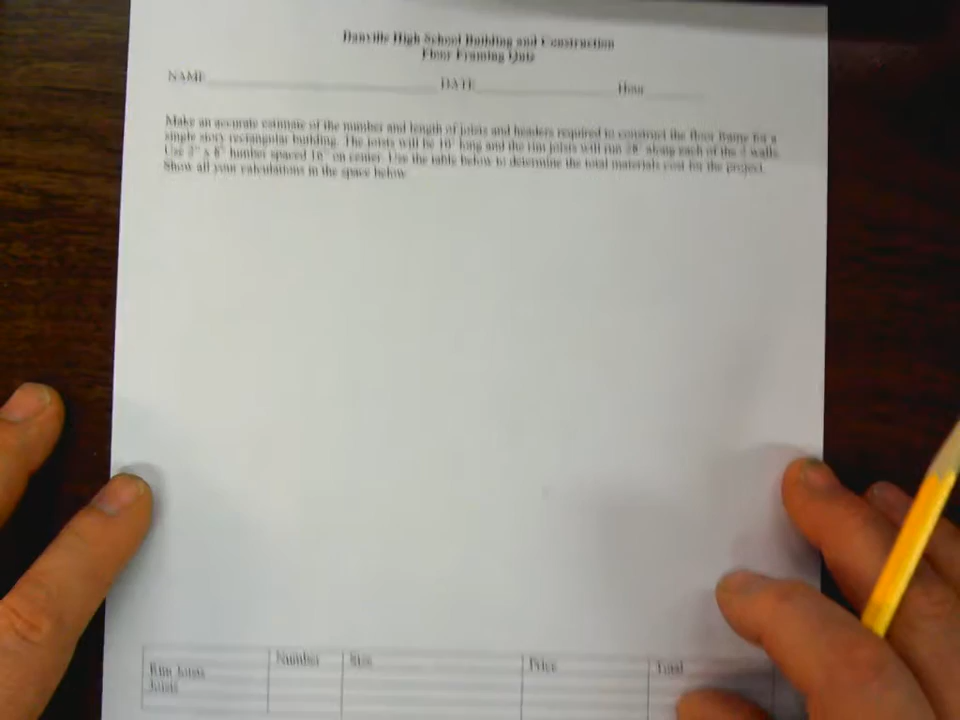 Danville High School Building and Construction
Floor Framing Quiz
NAME DATE Hour
Make an accurate estimate of the number and length of joists and headers required to construct the floor frame for a
single story rectangular building. The joists will be 10' long and the rim joists will run 28' along each of the 2 walls.
Use 2" x 8" lumber spaced 16" on center. Use the table below to determine the total materials cost for the project.
Show all your calculations in the space below.
Number Size Price Total
Rim Joists
Joists